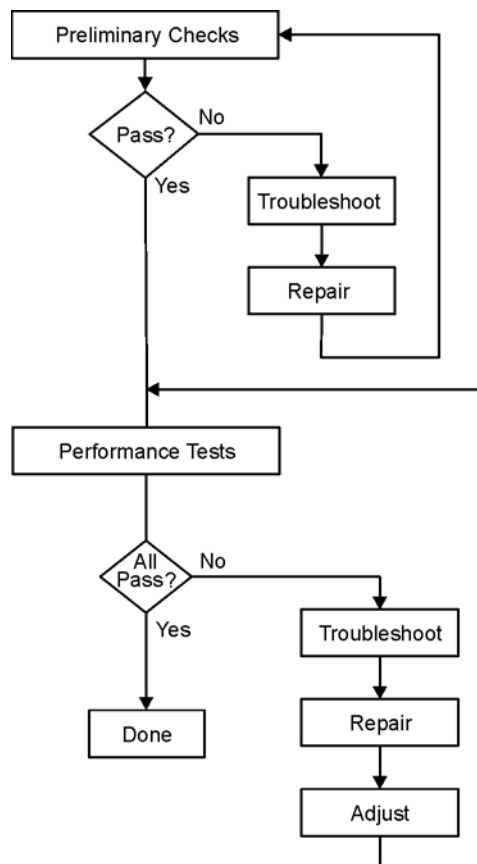 Preliminary Checks
Pass?
No
Yes
Troubleshoot
Repair
Performance Tests
All
Pass?
No
Yes
Troubleshoot
Done
Repair
Adjust